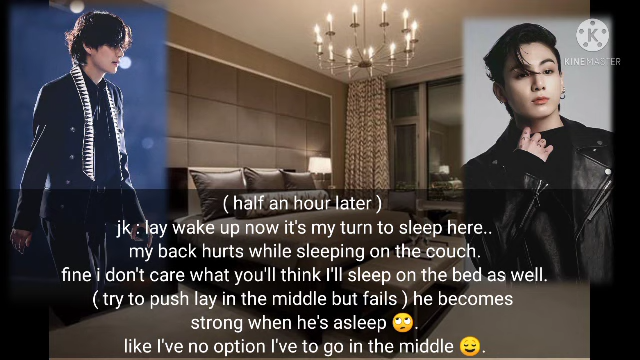 K
KINEMASTER
( half an hour later )
jk : lay wake up now it's my turn to sleep here..
my back hurts while sleeping on the couch.
fine i don't care what you'll think I'll sleep on the bed as well.
( try to push lay in the middle but fails ) he becomes
strong when he's asleep 🙄.
like I've no option I've to go in the middle 😌.